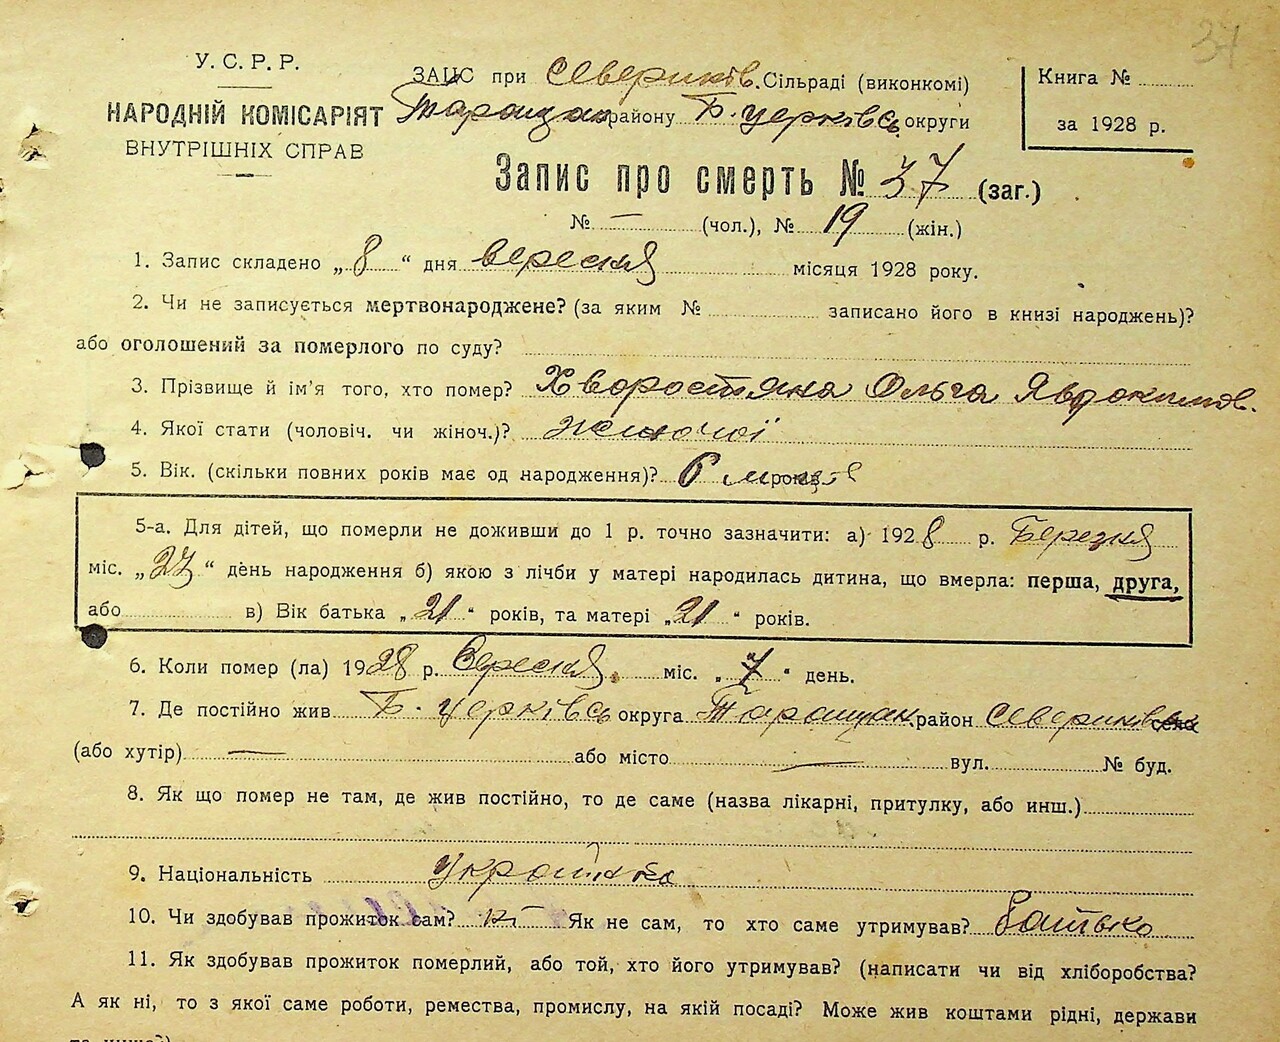 37
У. С. Р. Р.
НАРОДНІЙ КОМІСАРІЯТ
ВНУТРІШНІХ СПРАВ
ЗАЦС при Севериків. Сільраді (виконкомі)
Таращан району Б. церківсь округи
Книга №
за 1928 р.
Запис про смерть № 37 (заг.)
№ — (чол.), № 19 (жін.)
1. Запис складено „ 8 “ дня вересня місяця 1928 року.
2. Чи не записується мертвонароджене? (за яким № записано його в книзі народжень)?
або оголошений за померлого по суду?
3. Прізвище й ім'я того, хто помер? Хворостяна Ольга Явдокимов.
4. Якої стати (чоловіч. чи жіноч.)? жіночої
5. Вік. (скільки повних років має од народження)? 6
5-а. Для дітей, що померли не доживши до 1 р. точно зазначити: а) 1928 р. Березня
міс. „27“ день народження б) якою з лічби у матері народилась дитина, що вмерла: перша, друга,
або в) Вік батька „21“ років, та матері „21“ років.
6. Коли помер (ла) 1928 р. Вересня міс. „7“ день.
7. Де постійно жив Б. Церківсь округа Таращан. район Севериків село
(або хутір) — або місто — вул. № буд.
8. Як що помер не там, де жив постійно, то де саме (назва лікарні, притулку, або инш.)
9. Національність Українка
10. Чи здобував прожиток сам? ні Як не сам, то хто саме утримував? Батько
11. Як здобував прожиток померлий, або той, хто його утримував? (написати чи від хліборобства?
А як ні, то з якої саме роботи, ремества, промислу, на якій посаді? Може жив коштами рідні, держави